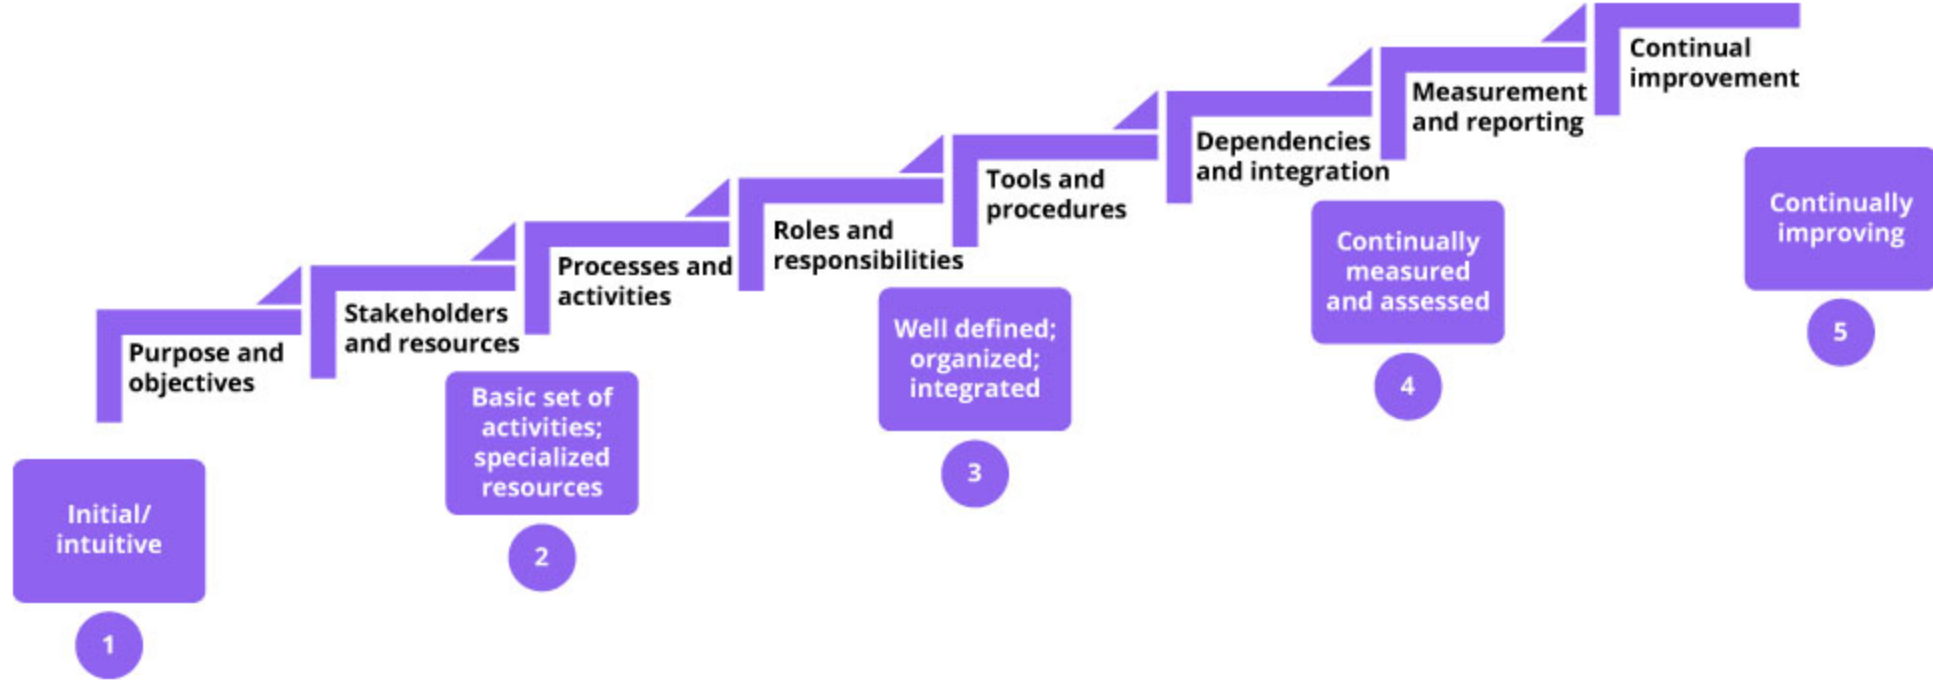 Continual
improvement
Measurement
and reporting
Dependencies
and integration
Tools and
procedures
Roles and
responsibilities
Processes and
activities
Stakeholders
and resources
Purpose and
objectives
Initial/
intuitive
1
Basic set of
activities;
specialized
resources
2
Well defined;
organized;
integrated
3
Continually
measured
and assessed
4
Continually
improving
5